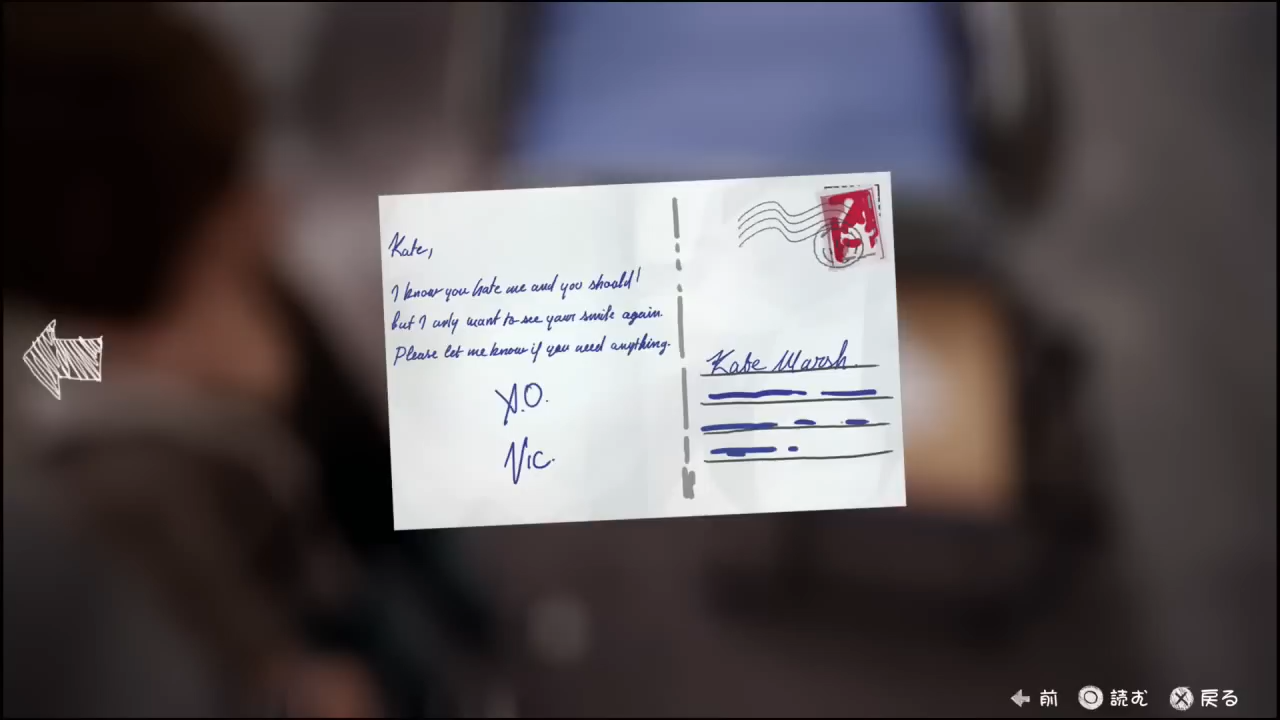 Kate,
I know you hate me and you should!
but I only want to see your smile again.
Please let me know if you need anything.
X.O.
Vic.
Kate Marsh
前 読む 戻る